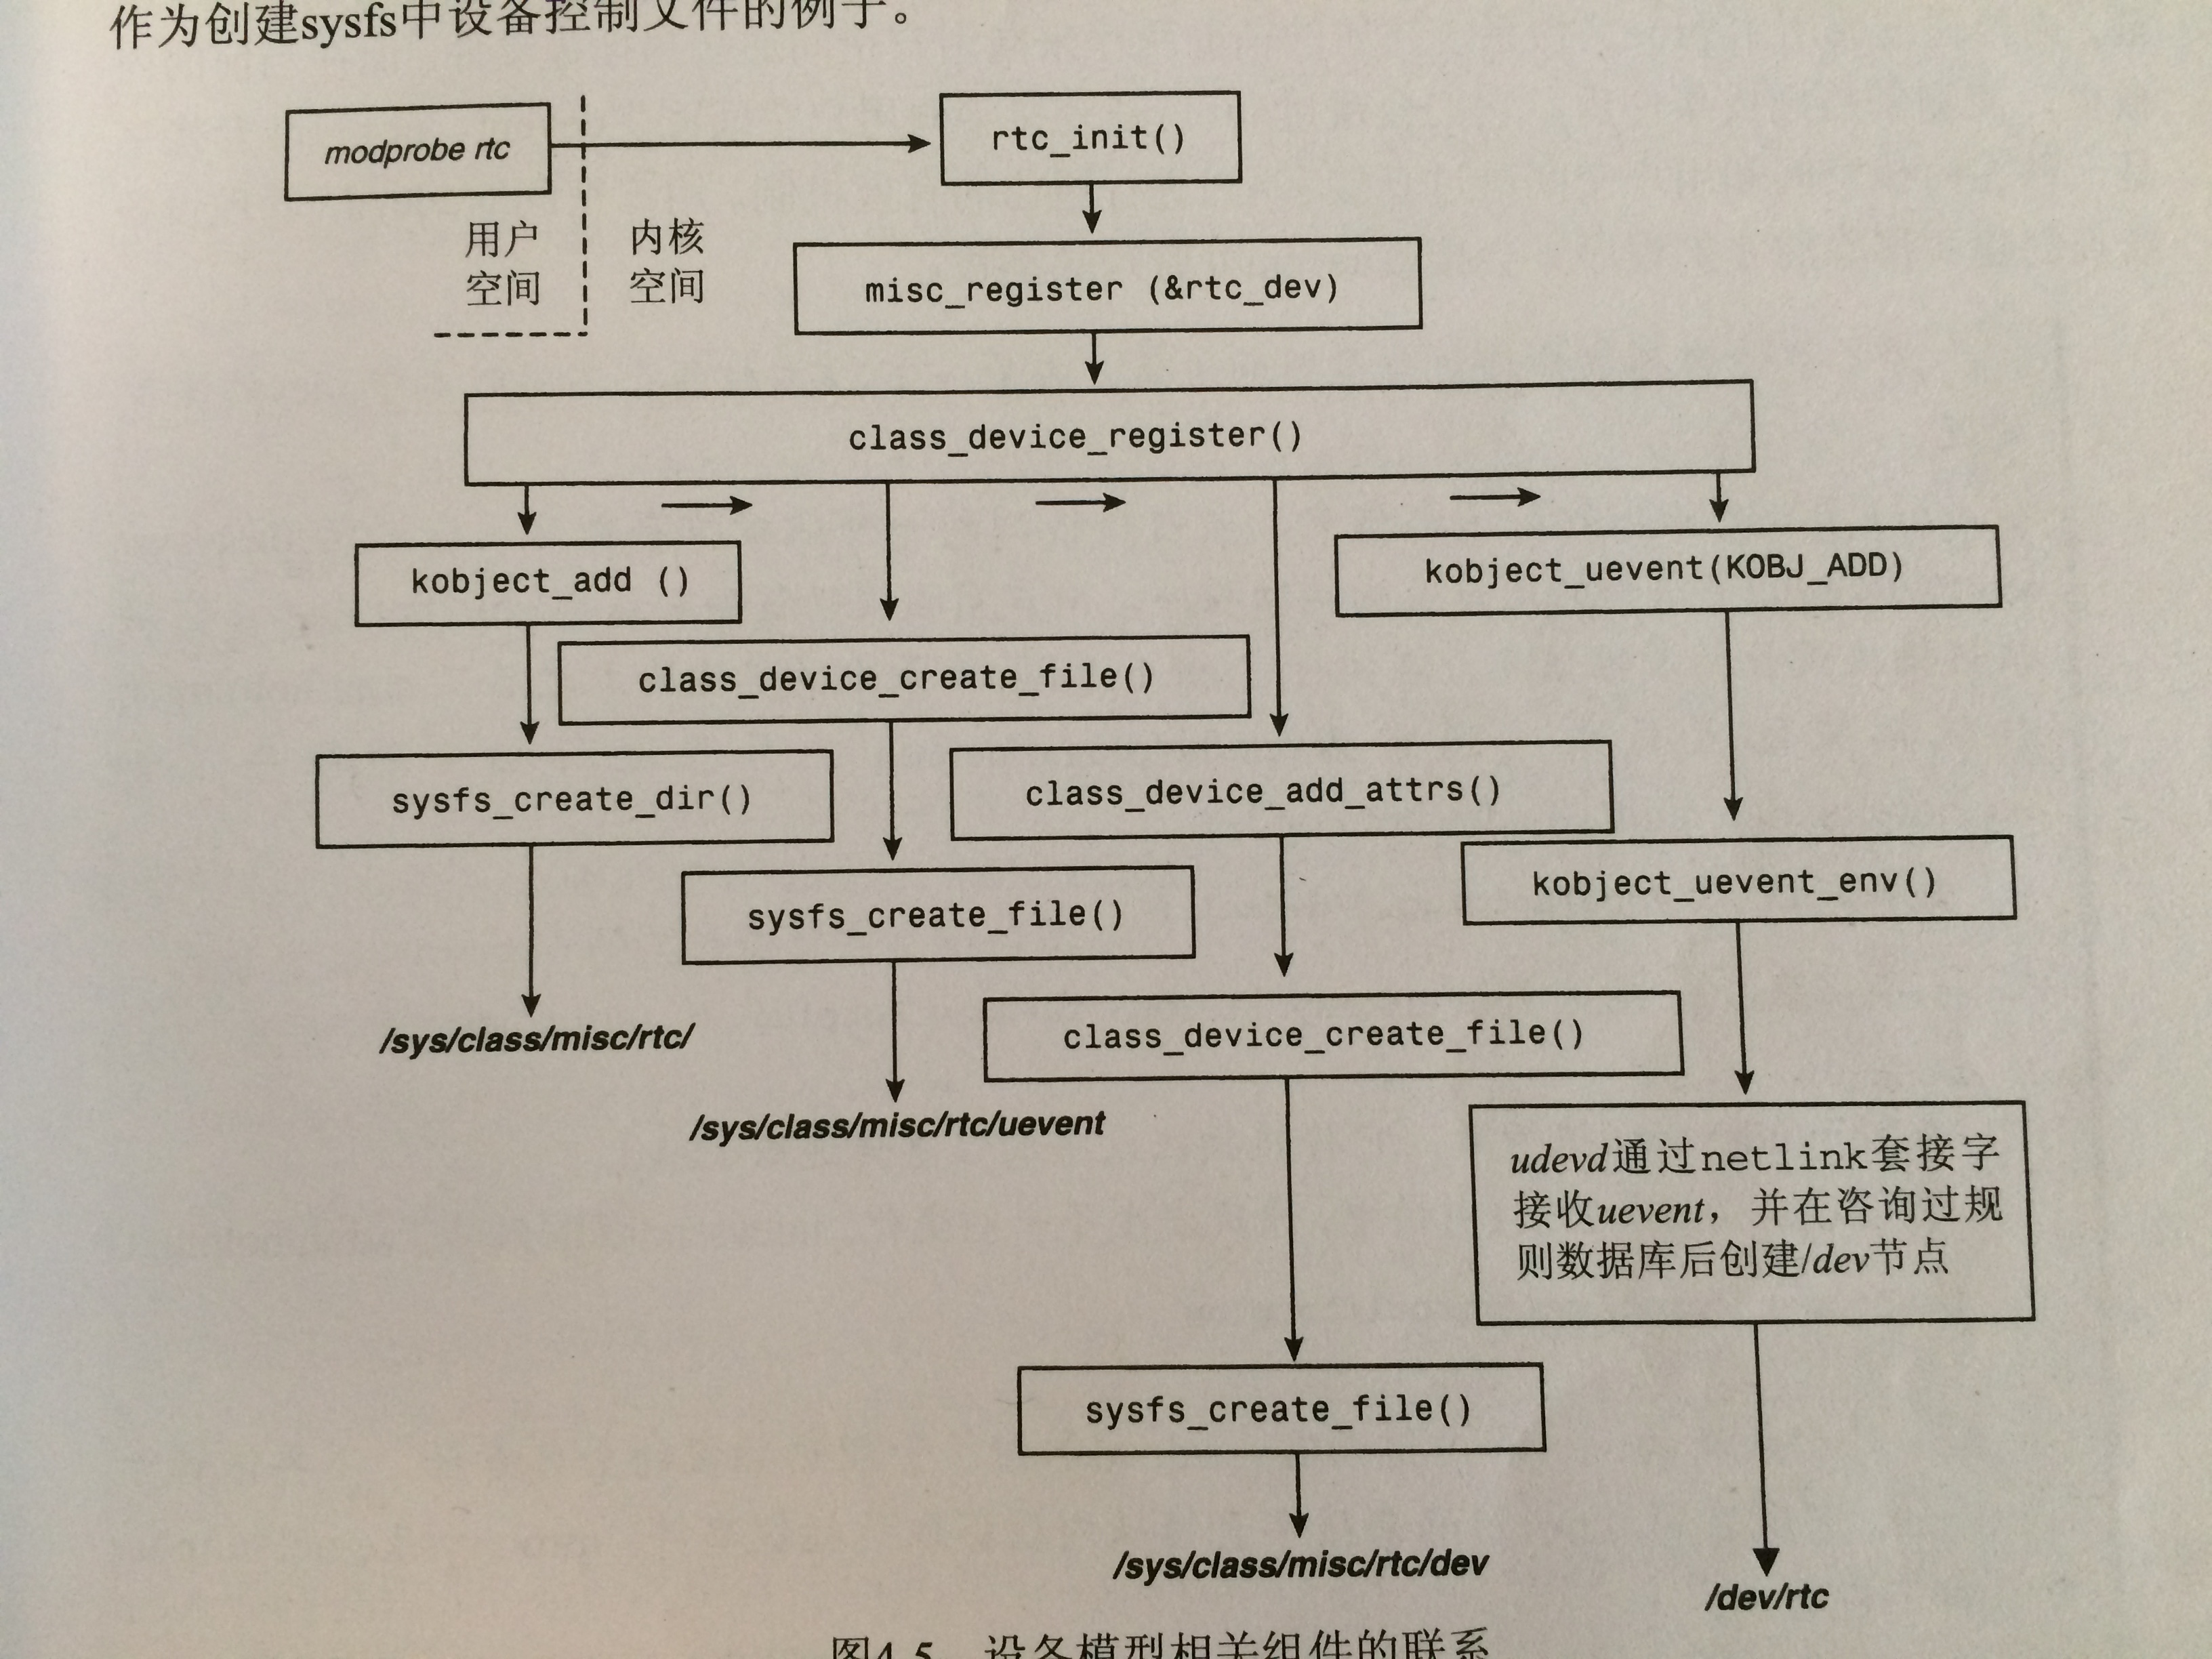 作为创建sysfs中设备控制文件的例子。
modprobe rtc
rtc_init()
用户
空间
内核
空间
misc_register (&rtc_dev)
class_device_register()
kobject_add ()
kobject_uevent(KOBJ_ADD)
class_device_create_file()
sysfs_create_dir()
class_device_add_attrs()
kobject_uevent_env()
sysfs_create_file()
/sys/class/misc/rtc/
class_device_create_file()
/sys/class/misc/rtc/uevent
udevd通过netlink套接字
接收uevent，并在咨询过规
则数据库后创建/dev节点
sysfs_create_file()
/sys/class/misc/rtc/dev
/dev/rtc
图4-5 设备模型相关组件的联系